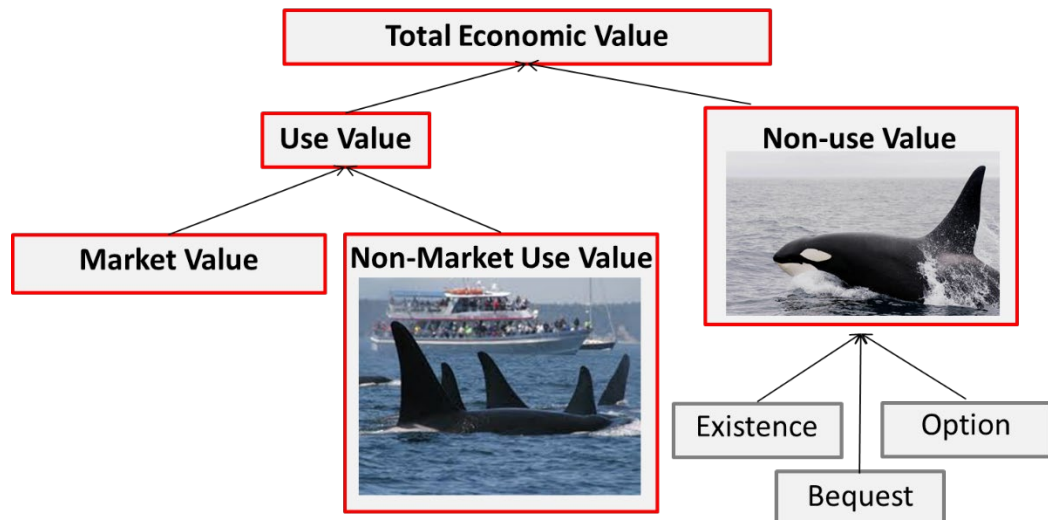 Total Economic Value
Use Value
Non-use Value
Market Value
Non-Market Use Value
Existence
Option
Bequest